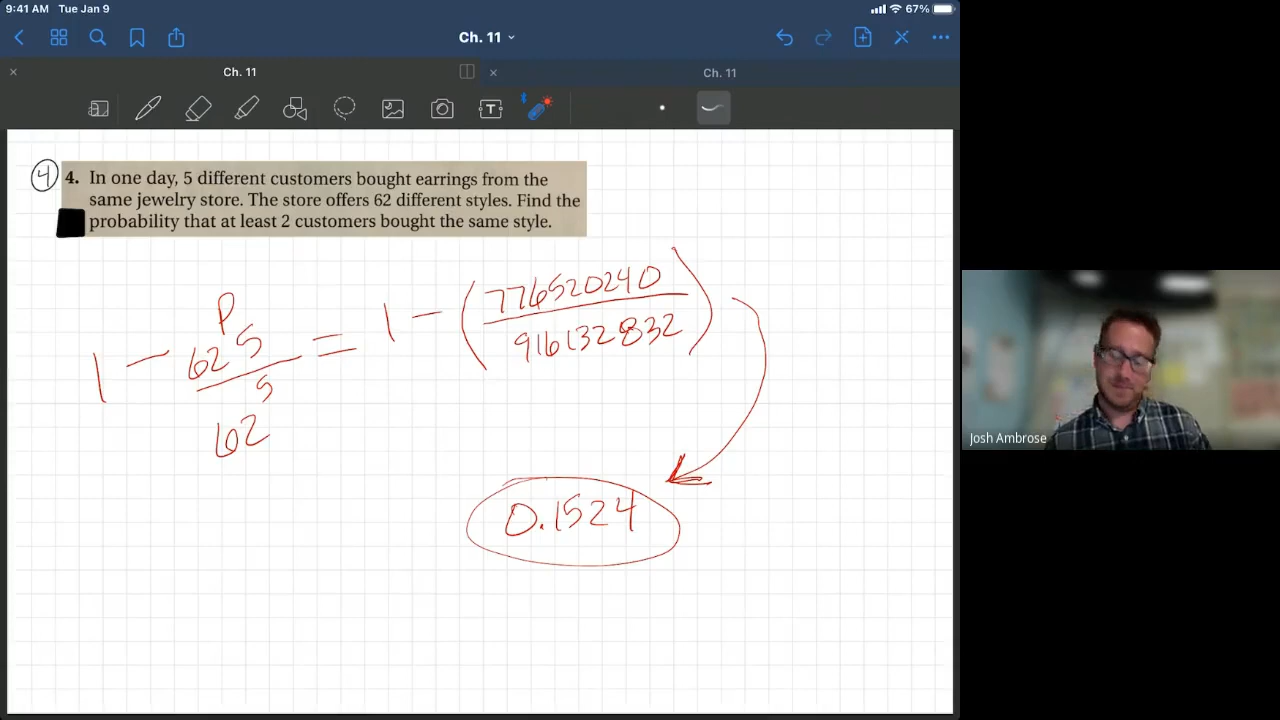 9:41 AM Tue Jan 9
67%
Ch. 11
Ch. 11
Ch. 11
T
4
4. In one day, 5 different customers bought earrings from the
same jewelry store. The store offers 62 different styles. Find the
probability that at least 2 customers bought the same style.
1 - 62 P 5 / 62^5 = 1 - (776520240 / 916132832)
0.1524
Josh Ambrose